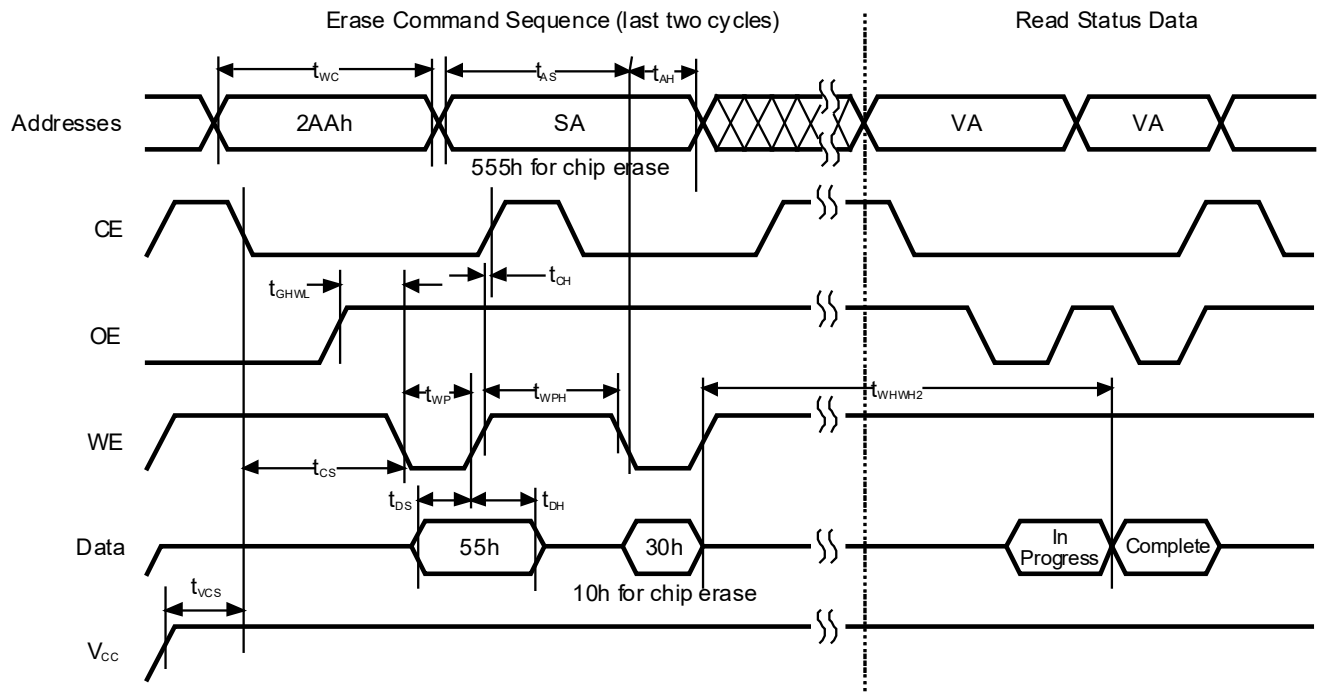 Erase Command Sequence (last two cycles)
Read Status Data
tWC
tAS
tAH
Addresses
2AAh
SA
VA
VA
555h for chip erase
CE
tCH
tGHWL
OE
tWP
tWPH
tWHWH2
WE
tCS
tDS
tDH
Data
55h
30h
In
Progress
Complete
10h for chip erase
tVCS
VCC